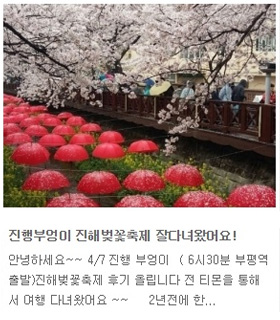 진행부엉이 진해벚꽃축제 잘다녀왔어요!
안녕하세요~~ 4/7 진행 부엉이 ( 6시30분 부평역
출발)진해벚꽃축제 후기 올립니다 전 티몬을 통해
서 여행 다녀왔어요 ~~ 2년전에 한...